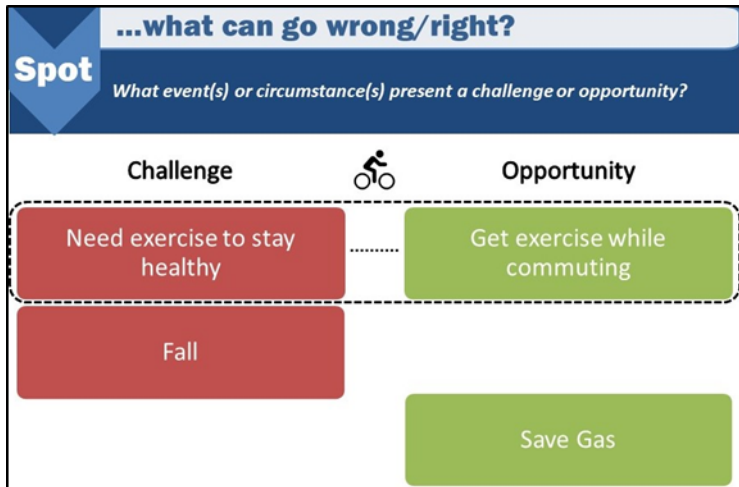 ...what can go wrong/right?
Spot
What event(s) or circumstance(s) present a challenge or opportunity?
Challenge
Opportunity
Need exercise to stay
healthy
Get exercise while
commuting
Fall
Save Gas